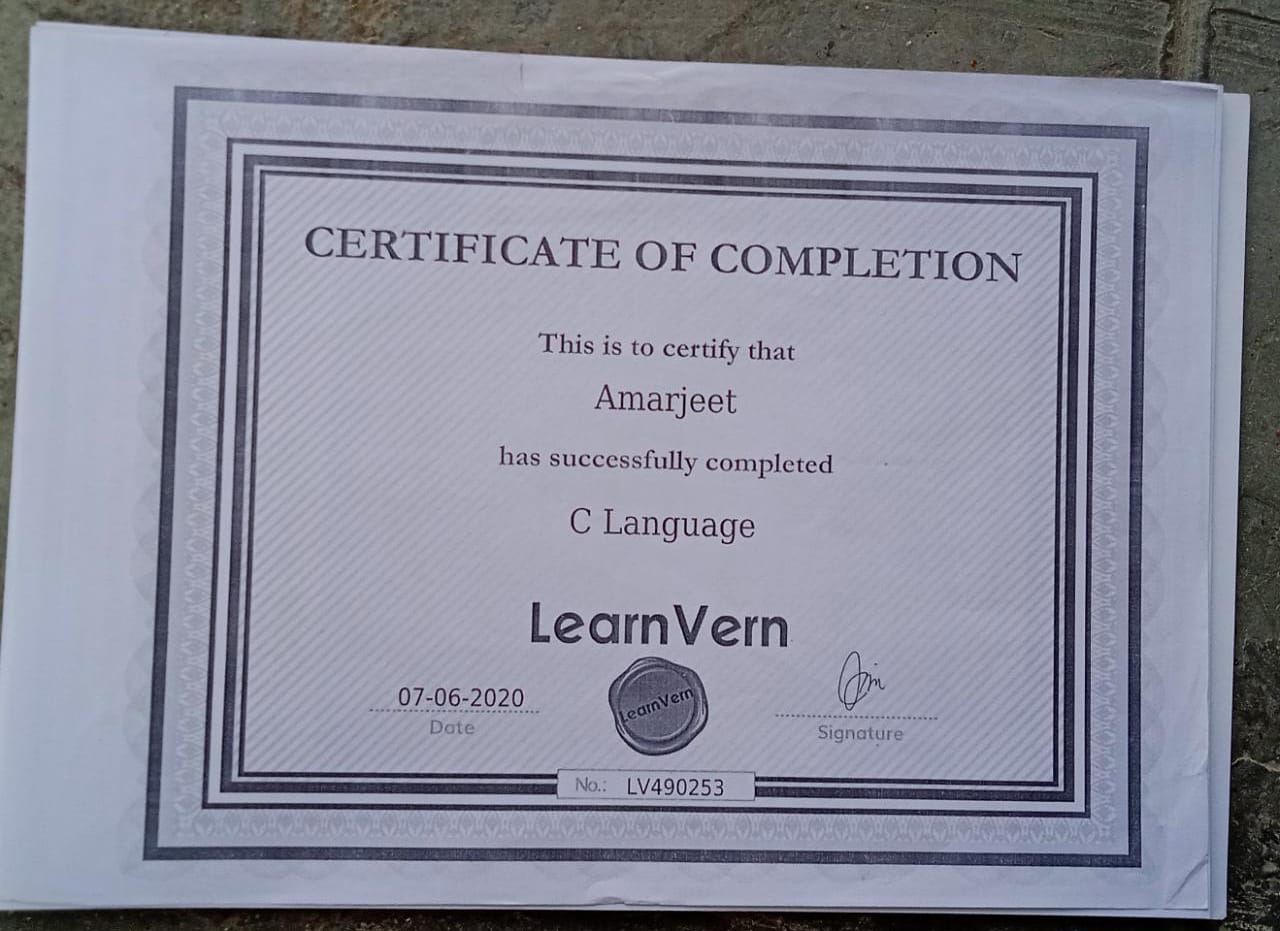 CERTIFICATE OF COMPLETION
This is to certify that
Amarjeet
has successfully completed
C Language
LearnVern
LearnVern
07-06-2020
Date
Signature
No.: LV490253